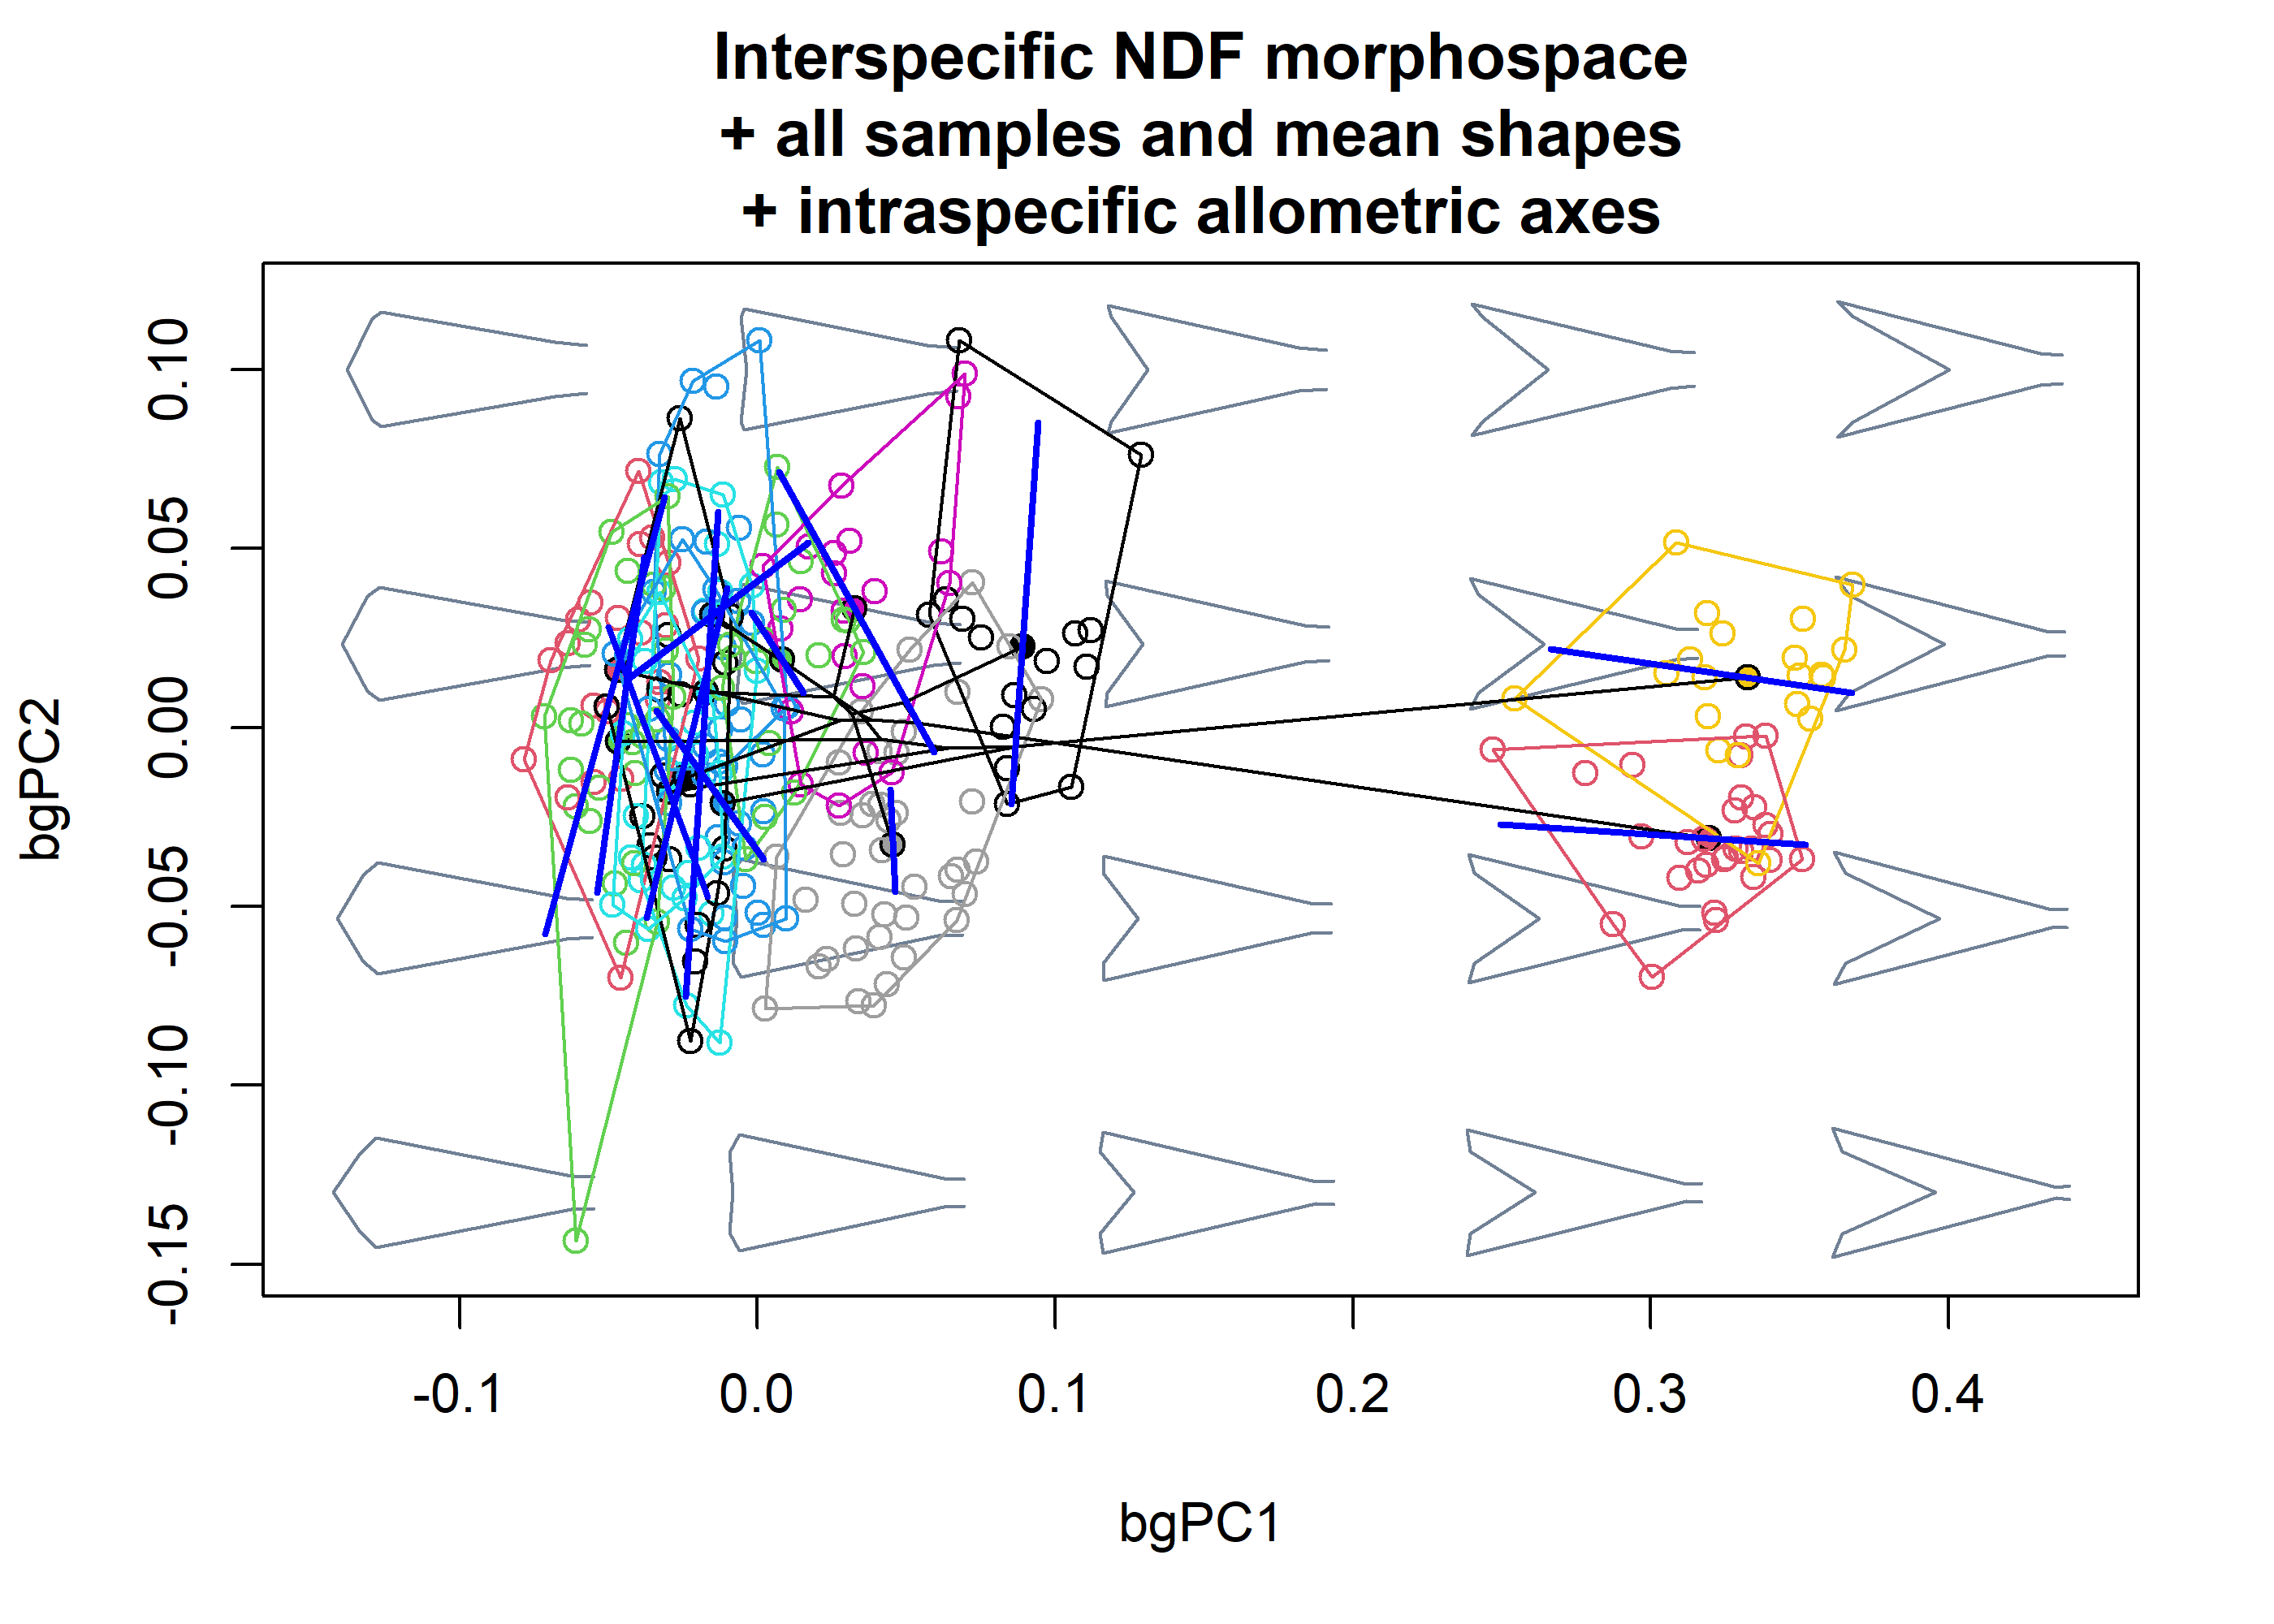 Interspecific NDF morphospace
+ all samples and mean shapes
+ intraspecific allometric axes
bgPC2
0.10
0.05
0.00
-0.05
-0.10
-0.15
-0.1
0.0
0.1
0.2
0.3
0.4
bgPC1